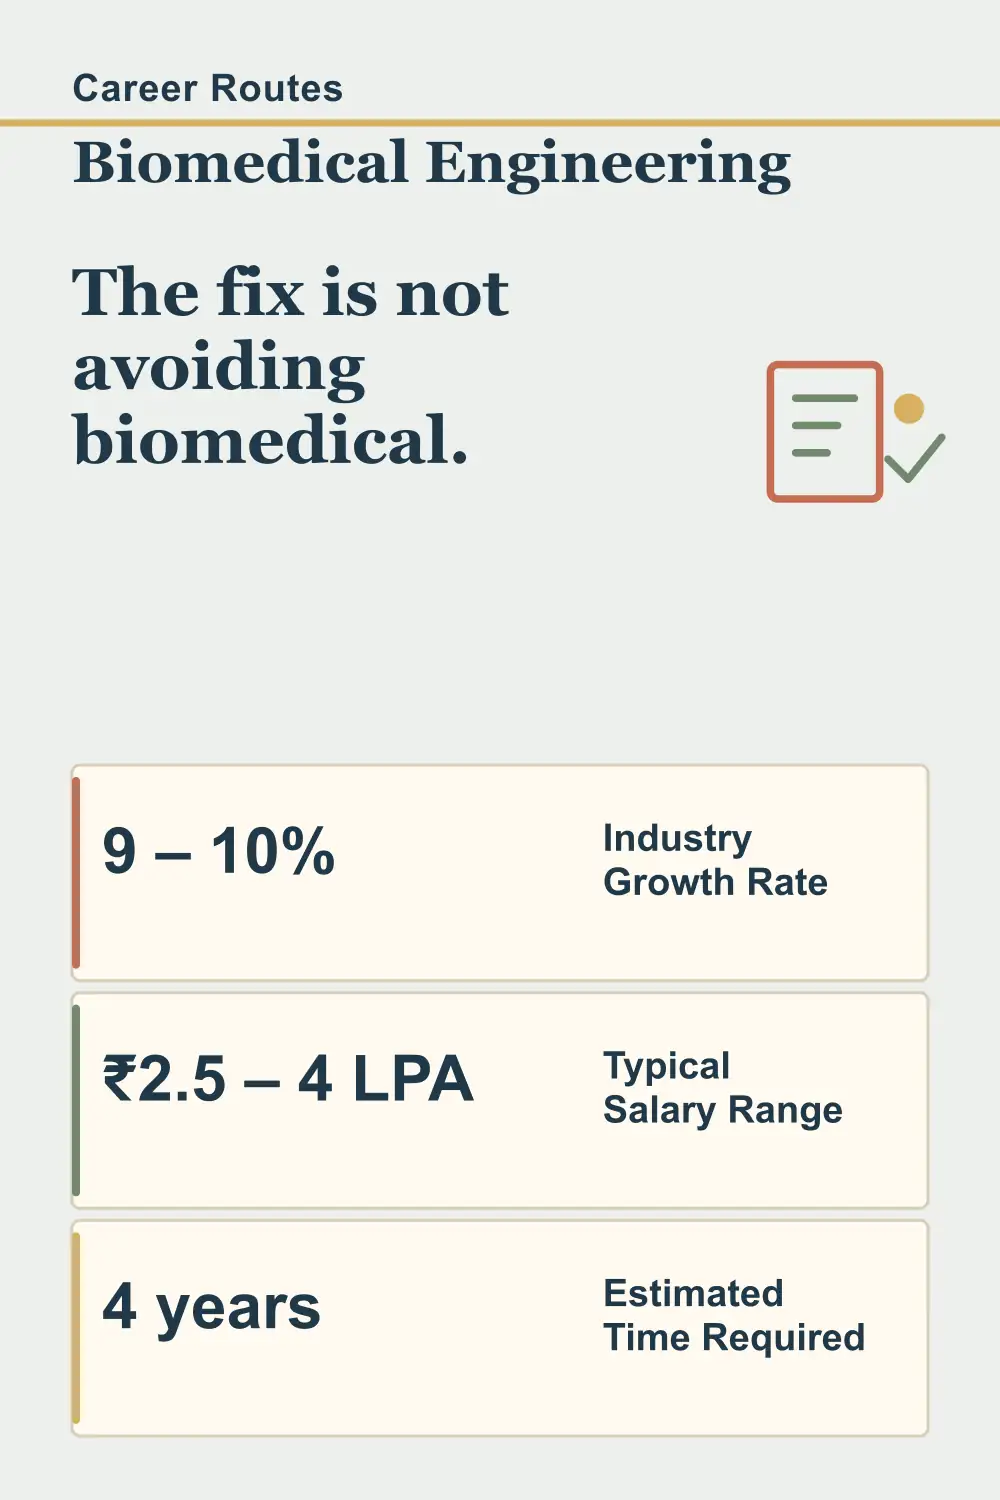 Career Routes
Biomedical Engineering
The fix is not
avoiding
biomedical.
9 – 10%
Industry
Growth Rate
₹2.5 – 4 LPA
Typical
Salary Range
4 years
Estimated
Time Required